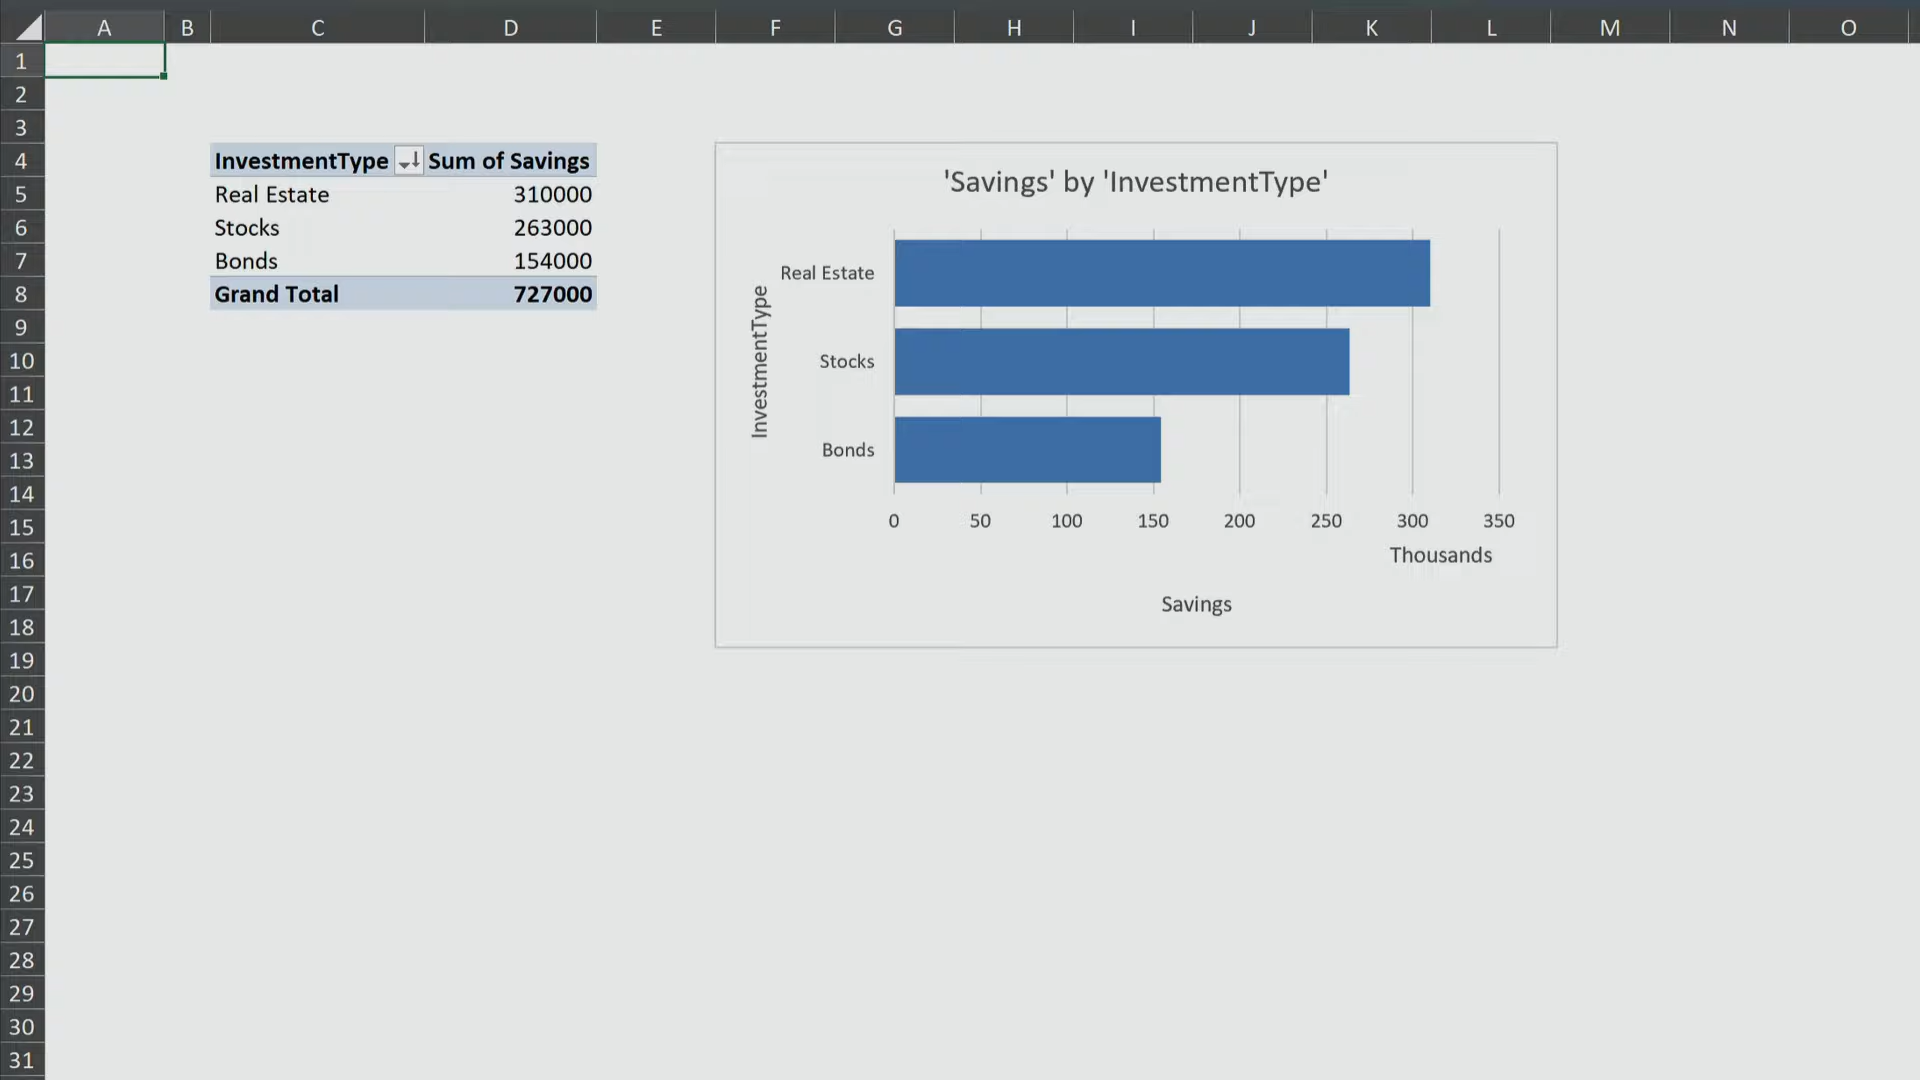 A B C D E F G H I J K L M N O
1
2
3
4 InvestmentType Sum of Savings
5 Real Estate 310000
6 Stocks 263000
7 Bonds 154000
8 Grand Total 727000
9
10
11
12
13
14
15
16
17
18
19
20
21
22
23
24
25
26
27
28
29
30
31
'Savings' by 'InvestmentType'
InvestmentType
Real Estate
Stocks
Bonds
0 50 100 150 200 250 300 350
Thousands
Savings